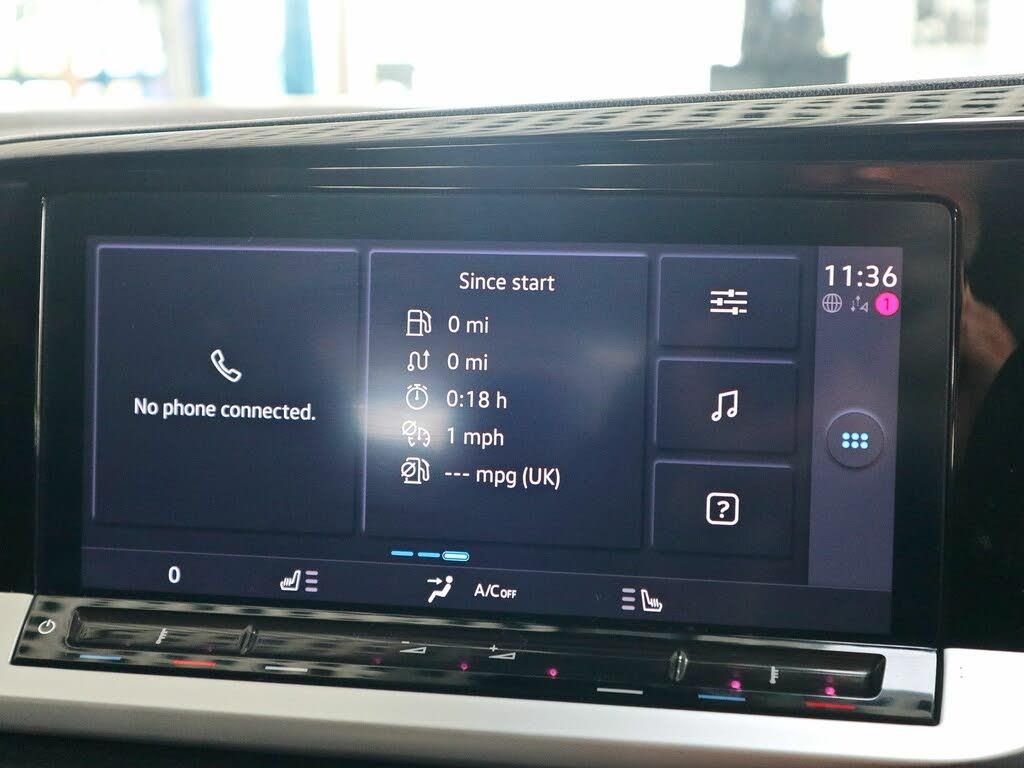 Since start
0 mi
0 mi
0:18 h
1 mph
--- mpg (UK)
No phone connected.
11:36
1
?
0
A/C OFF